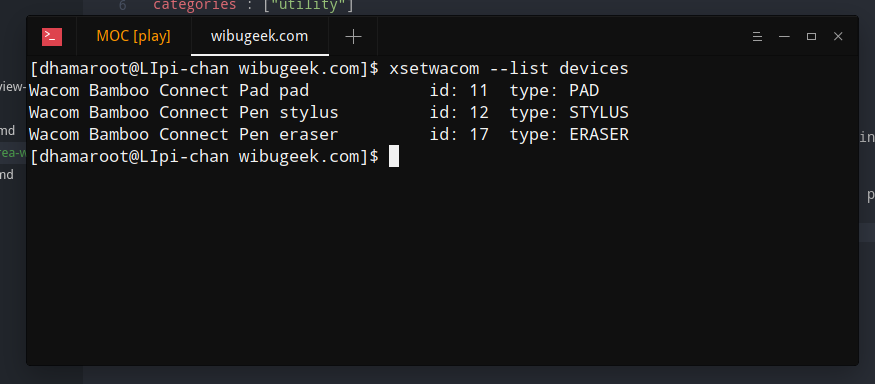 6 categories : ["utility"]
>_ MOC [play] wibugeek.com
[dhamaroot@LIpi-chan wibugeek.com]$ xsetwacom --list devices
Wacom Bamboo Connect Pad pad            id: 11  type: PAD
Wacom Bamboo Connect Pen stylus         id: 12  type: STYLUS
Wacom Bamboo Connect Pen eraser         id: 17  type: ERASER
[dhamaroot@LIpi-chan wibugeek.com]$
view-
md
rea-w
md
in
p